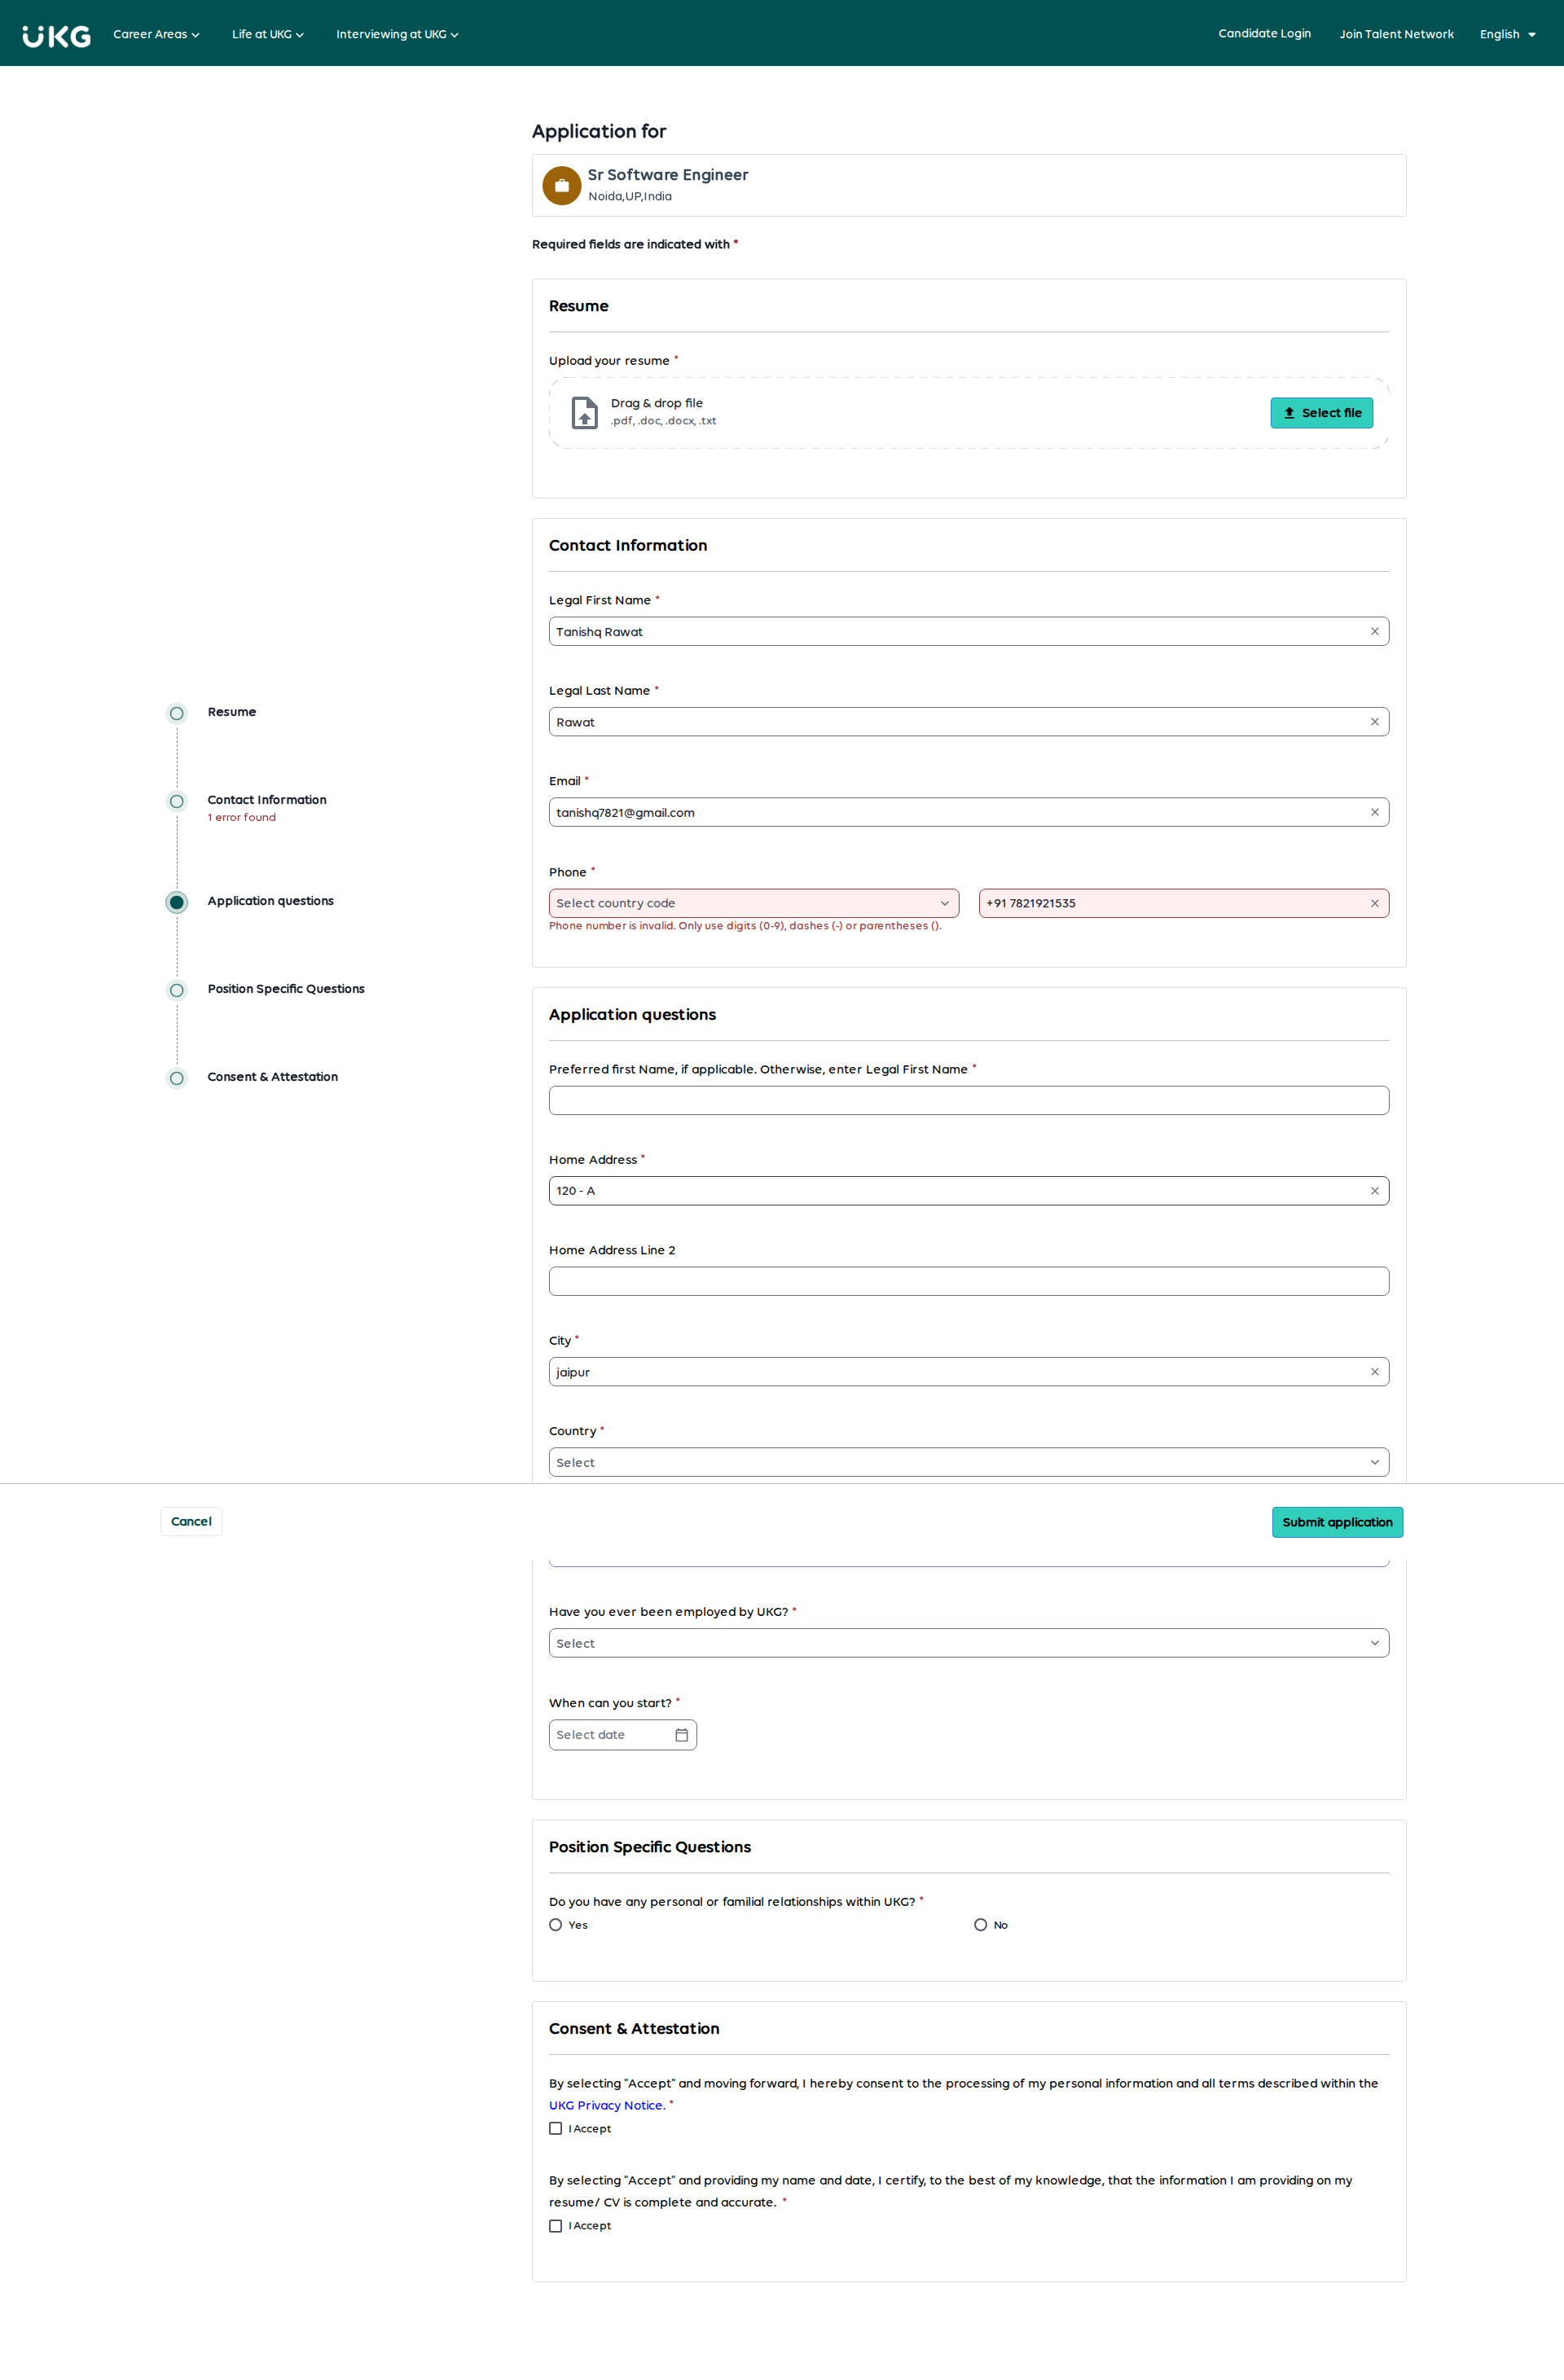 UKG Career Areas Life at UKG Interviewing at UKG Candidate Login Join Talent Network English
Application for
Sr Software Engineer
Noida,UP,India
Required fields are indicated with *
Resume
Upload your resume *
Drag & drop file
.pdf, .doc, .docx, .txt
Select file
Contact Information
Legal First Name *
Tanishq Rawat
Legal Last Name *
Rawat
Email *
tanishq7821@gmail.com
Phone *
Select country code +91 7821921535
Phone number is invalid. Only use digits (0-9), dashes (-) or parentheses ().
Resume
Contact Information
1 error found
Application questions
Position Specific Questions
Consent & Attestation
Application questions
Preferred first Name, if applicable. Otherwise, enter Legal First Name *
Home Address *
120 - A
Home Address Line 2
City *
jaipur
Country *
Select
Cancel Submit application
Have you ever been employed by UKG? *
Select
When can you start? *
Select date
Position Specific Questions
Do you have any personal or familial relationships within UKG? *
Yes No
Consent & Attestation
By selecting "Accept" and moving forward, I hereby consent to the processing of my personal information and all terms described within the
UKG Privacy Notice. *
I Accept
By selecting "Accept" and providing my name and date, I certify, to the best of my knowledge, that the information I am providing on my
resume/ CV is complete and accurate. *
I Accept